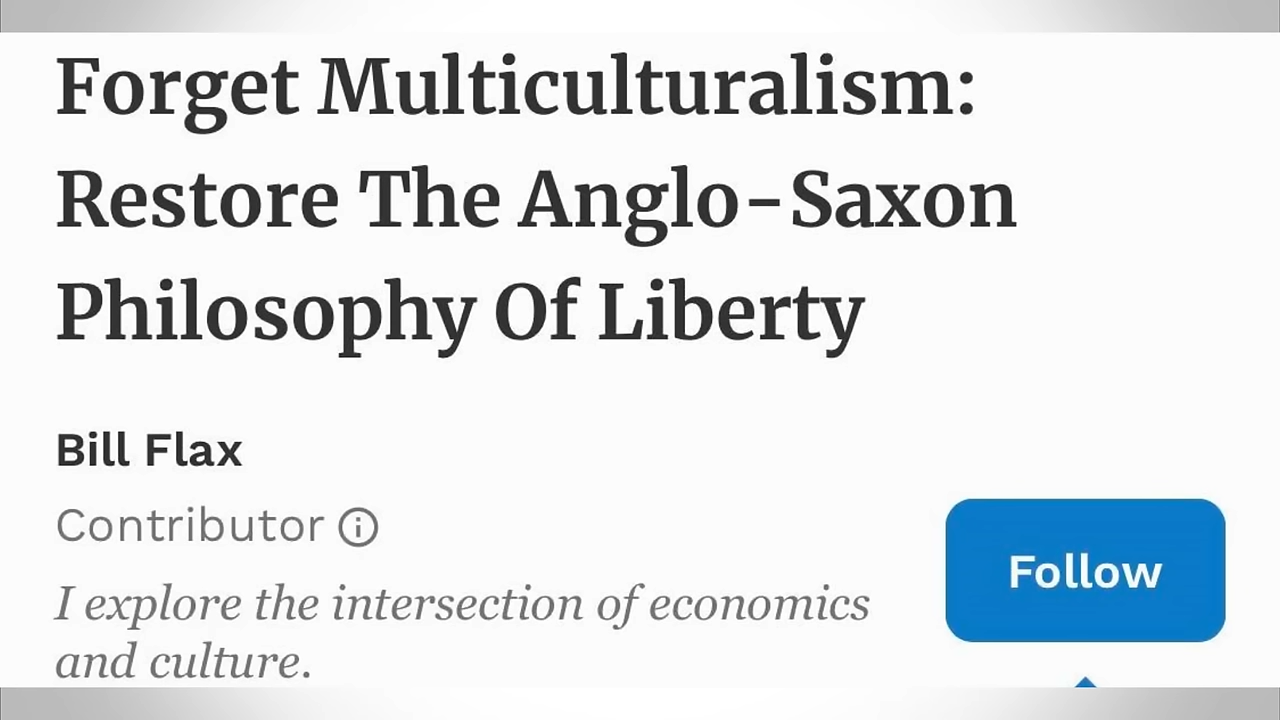 Forget Multiculturalism:
Restore The Anglo-Saxon
Philosophy Of Liberty
Bill Flax
Contributor
Follow
I explore the intersection of economics
and culture.